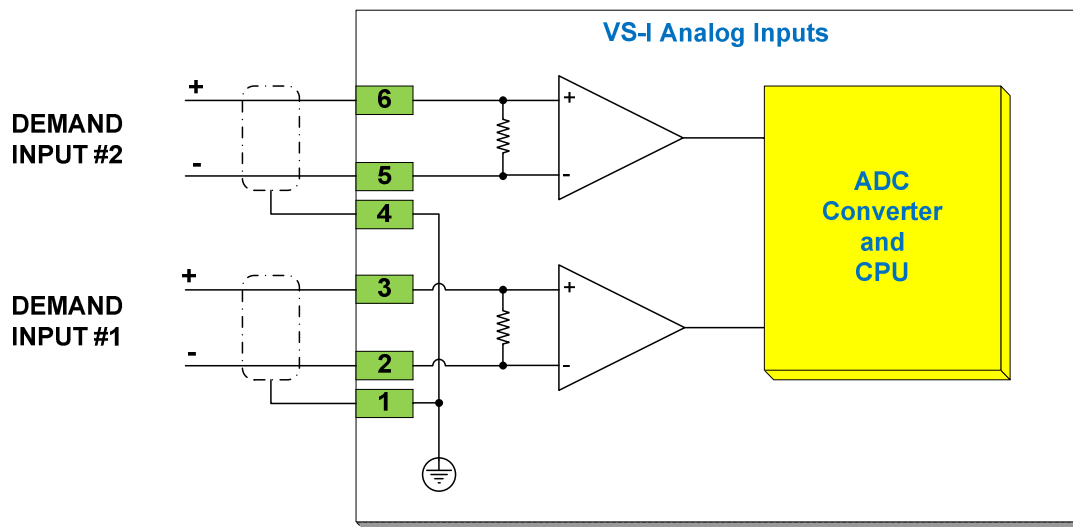 VS-I Analog Inputs
+
6
+
DEMAND
INPUT #2
-
5
-
4
ADC
Converter
and
CPU
+
3
+
DEMAND
INPUT #1
-
2
-
1